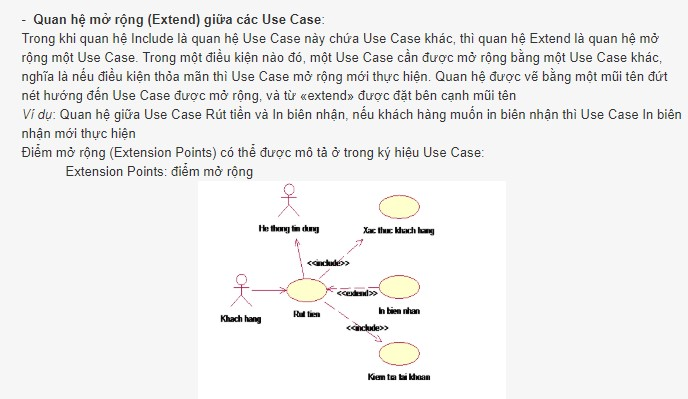 - Quan hệ mở rộng (Extend) giữa các Use Case:
Trong khi quan hệ Include là quan hệ Use Case này chứa Use Case khác, thì quan hệ Extend là quan hệ mở
rộng một Use Case. Trong một điều kiện nào đó, một Use Case cần được mở rộng bằng một Use Case khác,
nghĩa là nếu điều kiện thỏa mãn thì Use Case mở rộng mới thực hiện. Quan hệ được vẽ bằng một mũi tên đứt
nét hướng đến Use Case được mở rộng, và từ «extend» được đặt bên cạnh mũi tên
Ví dụ: Quan hệ giữa Use Case Rút tiền và In biên nhận, nếu khách hàng muốn in biên nhận thì Use Case In biên
nhận mới thực hiện
Điểm mở rộng (Extension Points) có thể được mô tả ở trong ký hiệu Use Case:
Extension Points: điểm mở rộng
He thong tin dung
Xac thuc khach hang
<<include>>
<<extend>>
Khach hang
Rut tien
In bien nhan
<<include>>
Kiem tra tai khoan